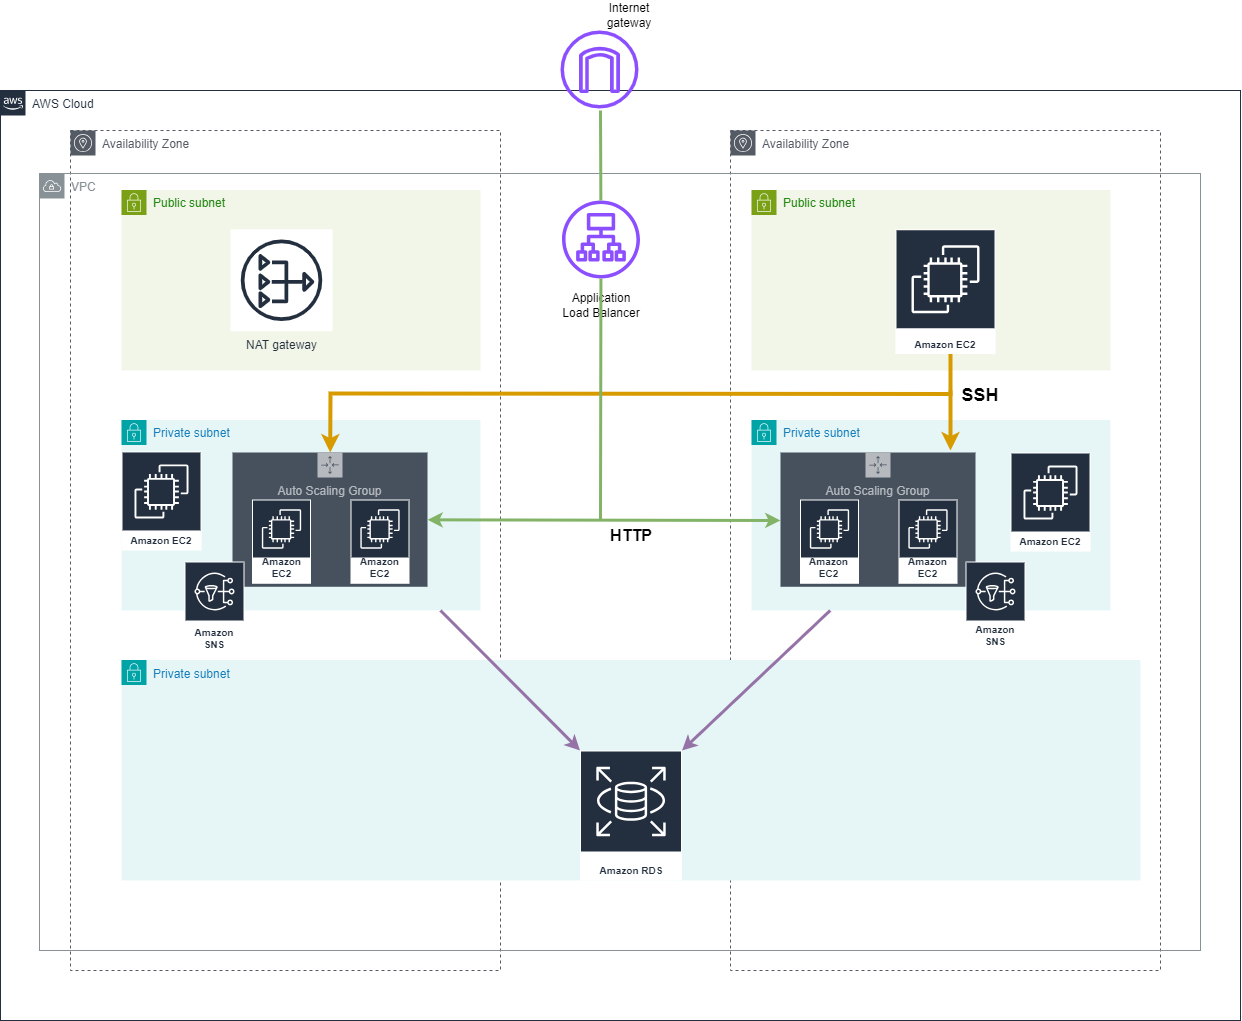 Internet
gateway
aws
AWS Cloud
Availability Zone
Availability Zone
VPC
Public subnet
Public subnet
Application
Load Balancer
NAT gateway
Amazon EC2
SSH
Private subnet
Private subnet
Auto Scaling Group
Auto Scaling Group
Amazon EC2
Amazon
EC2
Amazon
EC2
HTTP
Amazon
EC2
Amazon
EC2
Amazon EC2
Amazon
SNS
Amazon
SNS
Private subnet
Amazon RDS